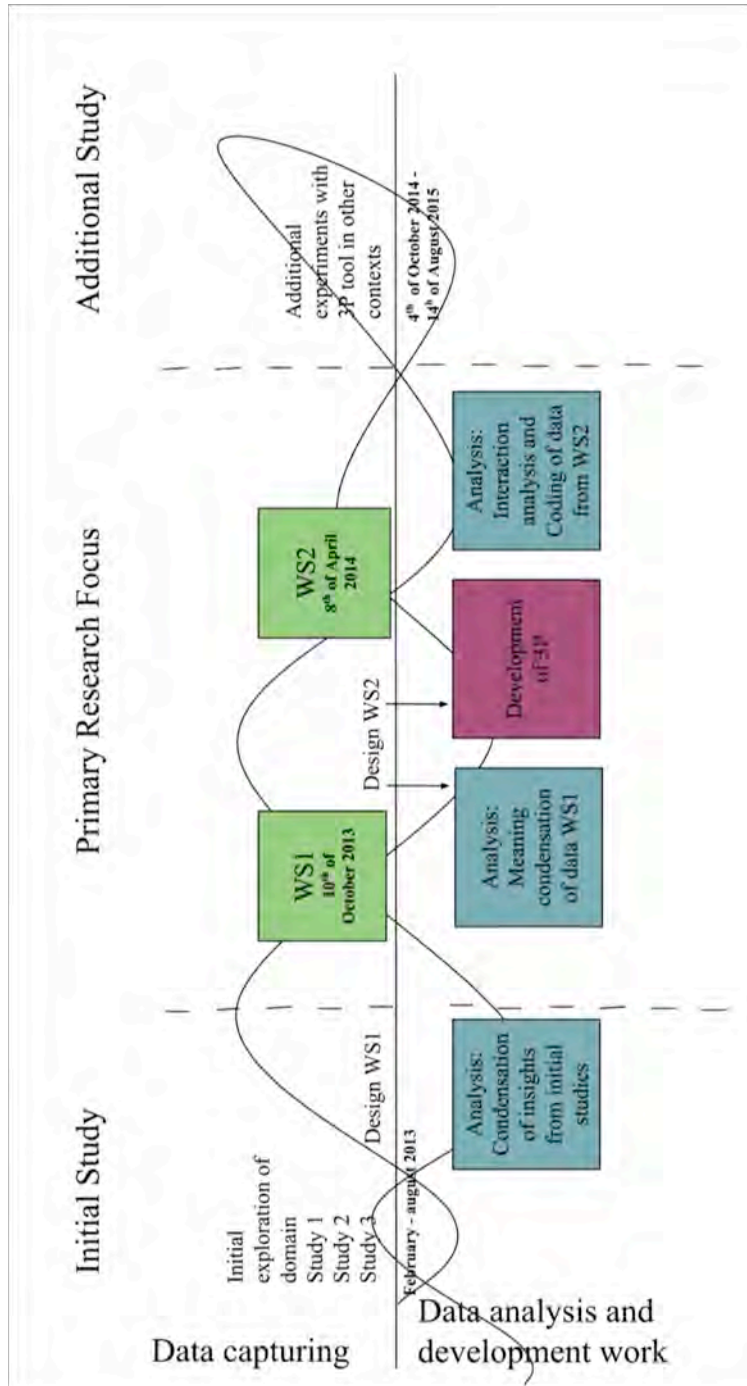 Initial Study
Primary Research Focus
Additional Study
Data capturing
Initial
exploration of
domain
Study 1
Study 2
Study 3
February - august 2013
Design WS1
WS1
10th of
October 2013
Design WS2
WS2
8th of April
2014
Additional
experiments with
3P tool in other
contexts
4th of October 2014 -
14h of August 2015
Data analysis and
development work
Analysis:
Condensation
of insights
from initial
studies
Analysis:
Meaning
condensation
of data WS1
Development
of 3P
Analysis:
Interaction
analysis and
Coding of data
from WS2